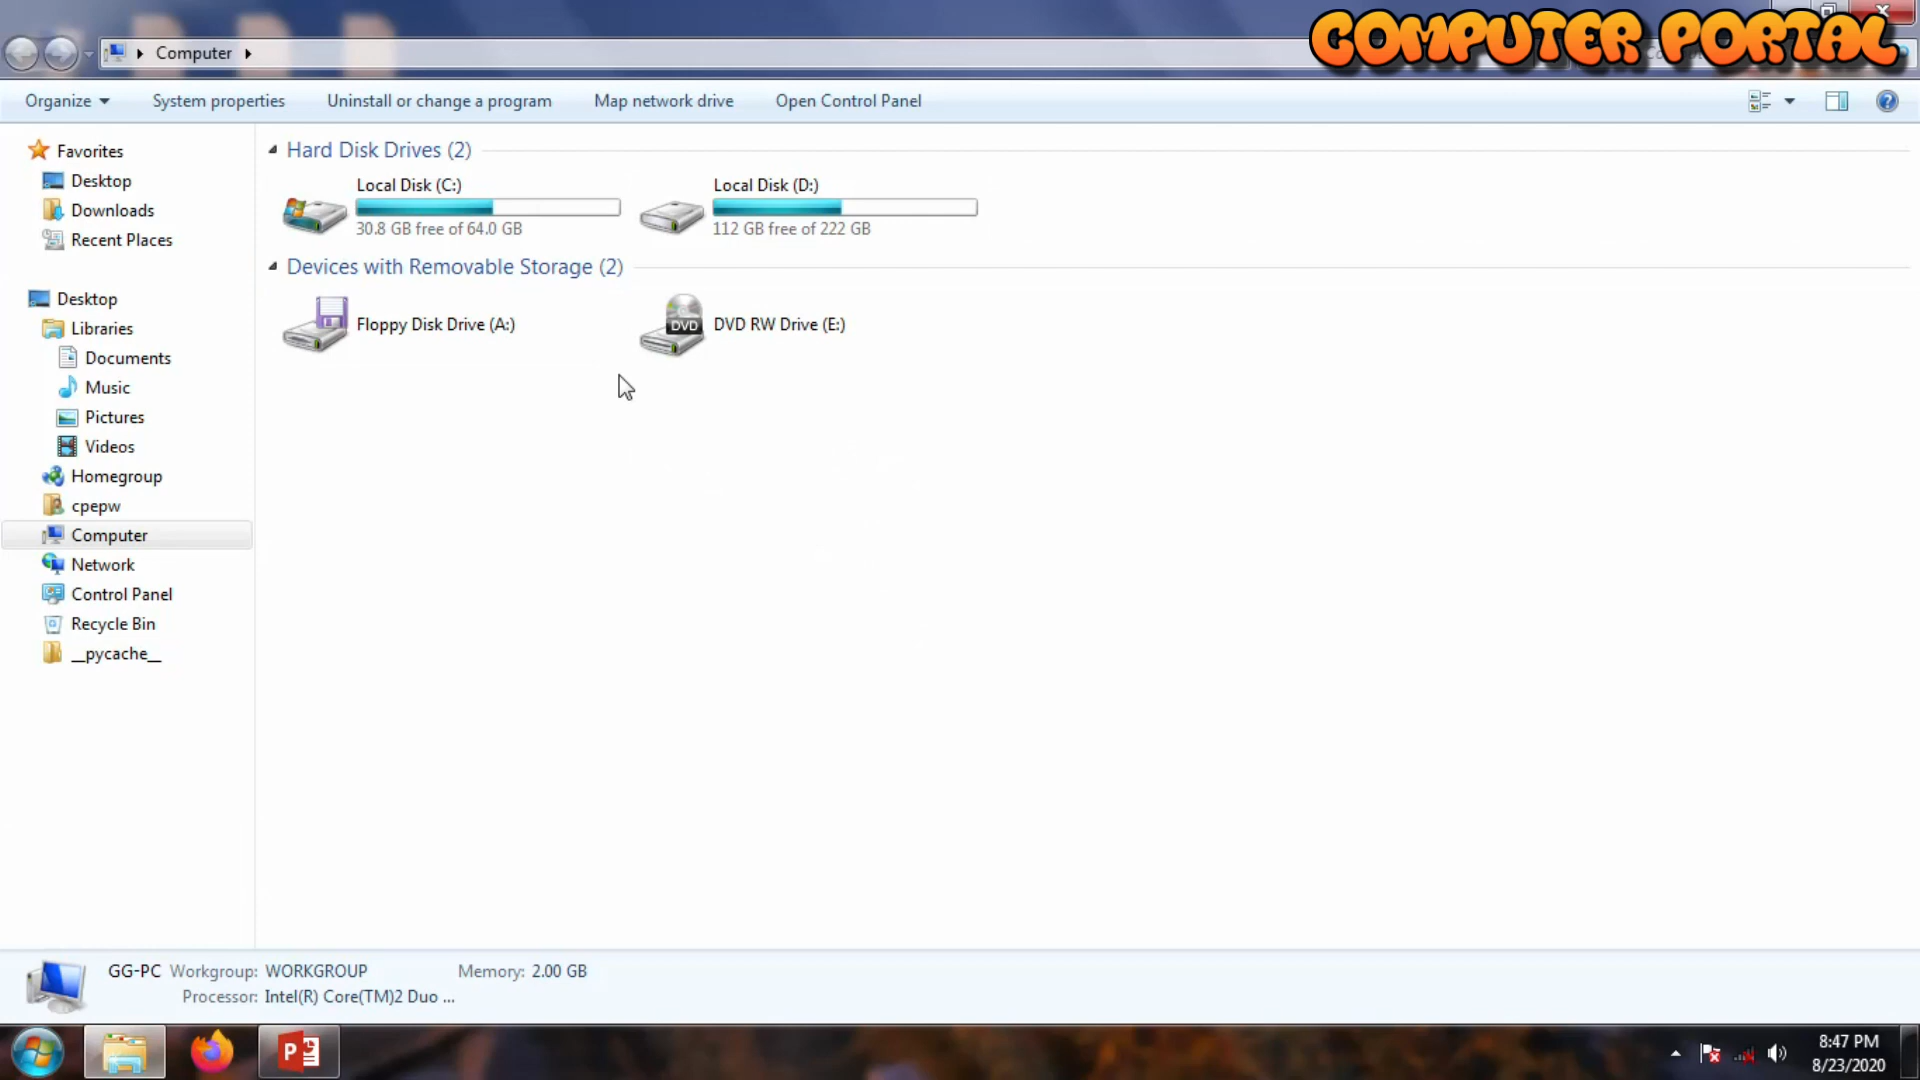 COMPUTER PORTAL
Computer
Organize
System properties
Uninstall or change a program
Map network drive
Open Control Panel
Favorites
Desktop
Downloads
Recent Places
Desktop
Libraries
Documents
Music
Pictures
Videos
Homegroup
cpepw
Computer
Network
Control Panel
Recycle Bin
__pycache__
Hard Disk Drives (2)
Local Disk (C:)
30.8 GB free of 64.0 GB
Local Disk (D:)
112 GB free of 222 GB
Devices with Removable Storage (2)
Floppy Disk Drive (A:)
DVD
DVD RW Drive (E:)
GG-PC Workgroup: WORKGROUP Memory: 2.00 GB
Processor: Intel(R) Core(TM)2 Duo ...
P
8:47 PM
8/23/2020